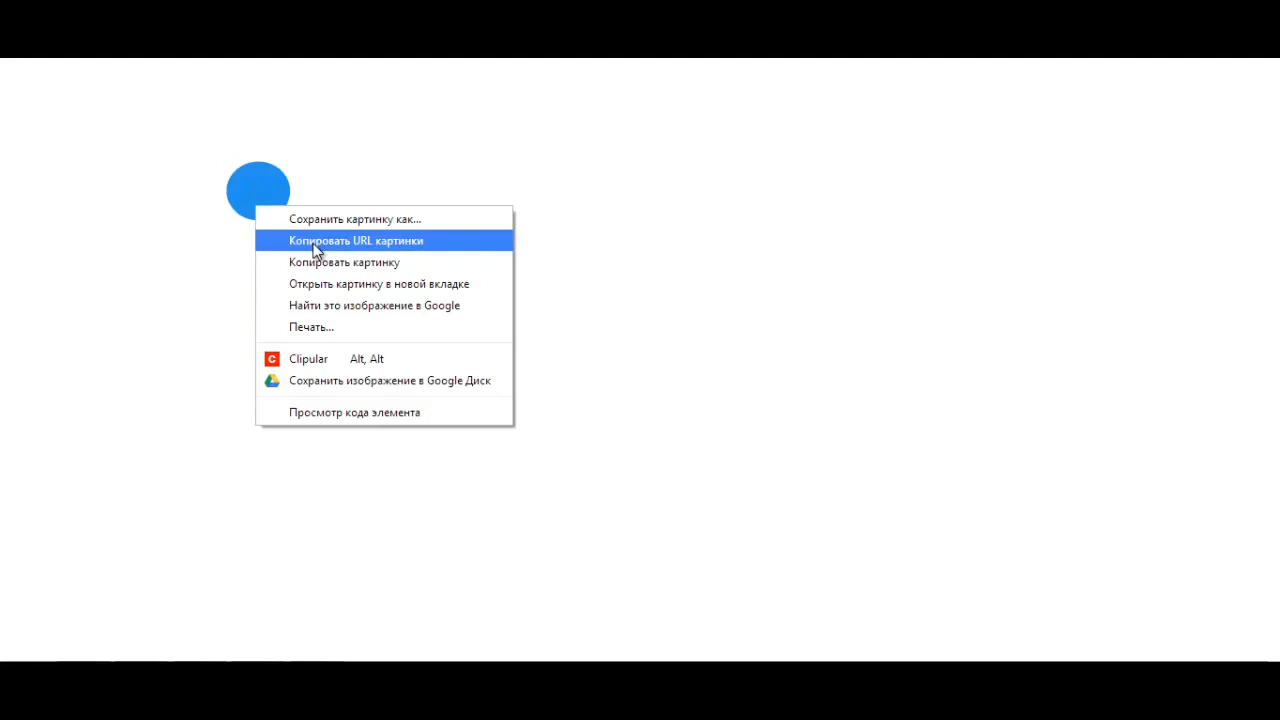 Сохранить картинку как...
Копировать URL картинки
Копировать картинку
Открыть картинку в новой вкладке
Найти это изображение в Google
Печать...
C Clipular Alt, Alt
Сохранить изображение в Google Диск
Просмотр кода элемента